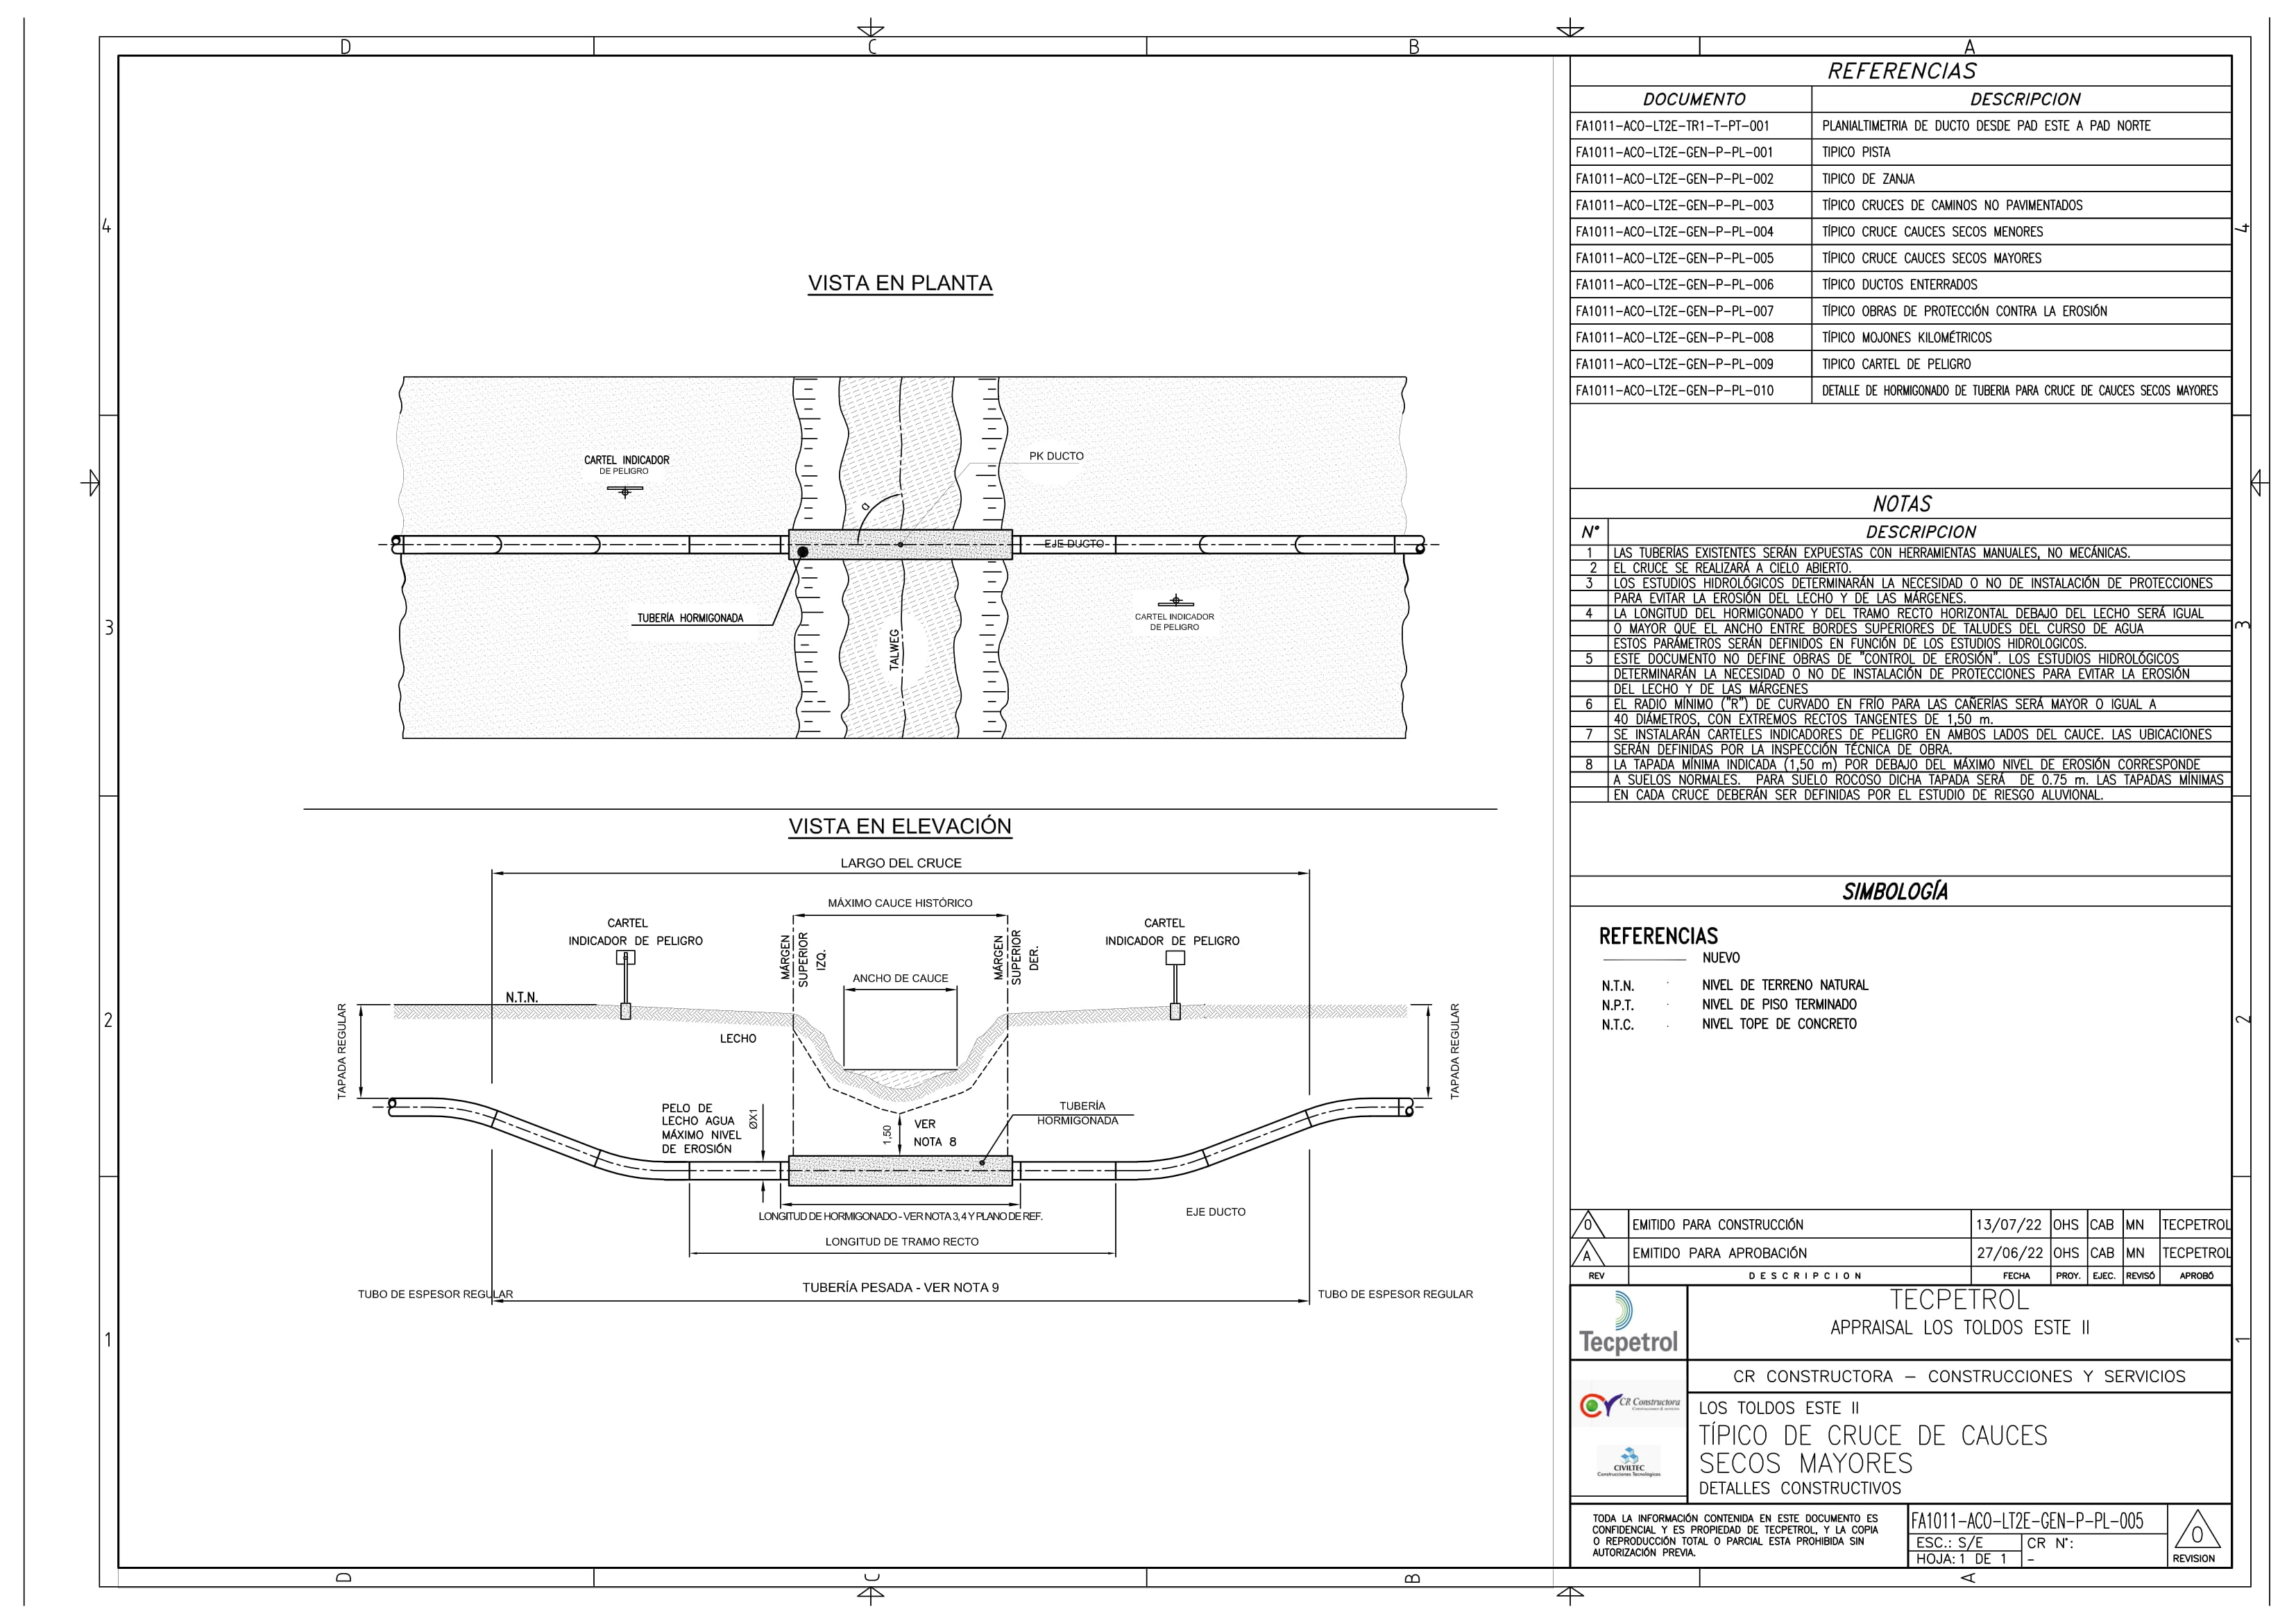 D
C
B
A
4
3
2
1
VISTA EN PLANTA
CARTEL INDICADOR
DE PELIGRO
PK DUCTO
α
EJE DUCTO
TUBERÍA HORMIGONADA
TALWEG
CARTEL INDICADOR
DE PELIGRO
VISTA EN ELEVACIÓN
LARGO DEL CRUCE
MÁXIMO CAUCE HISTÓRICO
CARTEL
INDICADOR DE PELIGRO
MÁRGEN
SUPERIOR
IZQ.
MÁRGEN
SUPERIOR
DER.
CARTEL
INDICADOR DE PELIGRO
ANCHO DE CAUCE
N.T.N.
LECHO
TAPADA REGULAR
TAPADA REGULAR
PELO DE
LECHO AGUA
MÁXIMO NIVEL
DE EROSIÓN
ØX1
1,50
VER
NOTA 8
TUBERÍA
HORMIGONADA
LONGITUD DE HORMIGONADO - VER NOTA 3, 4 Y PLANO DE REF.
EJE DUCTO
LONGITUD DE TRAMO RECTO
TUBERÍA PESADA - VER NOTA 9
TUBO DE ESPESOR REGULAR
TUBO DE ESPESOR REGULAR
REFERENCIAS
DOCUMENTO DESCRIPCION
FA1011-ACO-LT2E-TR1-T-PT-001 PLANIALTIMETRIA DE DUCTO DESDE PAD ESTE A PAD NORTE
FA1011-ACO-LT2E-GEN-P-PL-001 TIPICO PISTA
FA1011-ACO-LT2E-GEN-P-PL-002 TIPICO DE ZANJA
FA1011-ACO-LT2E-GEN-P-PL-003 TÍPICO CRUCES DE CAMINOS NO PAVIMENTADOS
FA1011-ACO-LT2E-GEN-P-PL-004 TÍPICO CRUCE CAUCES SECOS MENORES
FA1011-ACO-LT2E-GEN-P-PL-005 TÍPICO CRUCE CAUCES SECOS MAYORES
FA1011-ACO-LT2E-GEN-P-PL-006 TÍPICO DUCTOS ENTERRADOS
FA1011-ACO-LT2E-GEN-P-PL-007 TÍPICO OBRAS DE PROTECCIÓN CONTRA LA EROSIÓN
FA1011-ACO-LT2E-GEN-P-PL-008 TÍPICO MOJONES KILOMÉTRICOS
FA1011-ACO-LT2E-GEN-P-PL-009 TIPICO CARTEL DE PELIGRO
FA1011-ACO-LT2E-GEN-P-PL-010 DETALLE DE HORMIGONADO DE TUBERIA PARA CRUCE DE CAUCES SECOS MAYORES
NOTAS
N° DESCRIPCION
1 LAS TUBERÍAS EXISTENTES SERÁN EXPUESTAS CON HERRAMIENTAS MANUALES, NO MECÁNICAS.
2 EL CRUCE SE REALIZARÁ A CIELO ABIERTO.
3 LOS ESTUDIOS HIDROLÓGICOS DETERMINARÁN LA NECESIDAD O NO DE INSTALACIÓN DE PROTECCIONES
PARA EVITAR LA EROSIÓN DEL LECHO Y DE LAS MÁRGENES.
4 LA LONGITUD DEL HORMIGONADO Y DEL TRAMO RECTO HORIZONTAL DEBAJO DEL LECHO SERÁ IGUAL
O MAYOR QUE EL ANCHO ENTRE BORDES SUPERIORES DE TALUDES DEL CURSO DE AGUA
ESTOS PARÁMETROS SERÁN DEFINIDOS EN FUNCIÓN DE LOS ESTUDIOS HIDROLOGICOS.
5 ESTE DOCUMENTO NO DEFINE OBRAS DE "CONTROL DE EROSIÓN". LOS ESTUDIOS HIDROLÓGICOS
DETERMINARÁN LA NECESIDAD O NO DE INSTALACIÓN DE PROTECCIONES PARA EVITAR LA EROSIÓN
DEL LECHO Y DE LAS MÁRGENES
6 EL RADIO MÍNIMO ("R") DE CURVADO EN FRÍO PARA LAS CAÑERÍAS SERÁ MAYOR O IGUAL A
40 DIÁMETROS, CON EXTREMOS RECTOS TANGENTES DE 1,50 m.
7 SE INSTALARÁN CARTELES INDICADORES DE PELIGRO EN AMBOS LADOS DEL CAUCE. LAS UBICACIONES
SERÁN DEFINIDAS POR LA INSPECCIÓN TÉCNICA DE OBRA.
8 LA TAPADA MÍNIMA INDICADA (1,50 m) POR DEBAJO DEL MÁXIMO NIVEL DE EROSIÓN CORRESPONDE
A SUELOS NORMALES. PARA SUELO ROCOSO DICHA TAPADA SERÁ DE 0.75 m. LAS TAPADAS MÍNIMAS
EN CADA CRUCE DEBERÁN SER DEFINIDAS POR EL ESTUDIO DE RIESGO ALUVIONAL.
SIMBOLOGÍA
REFERENCIAS
NUEVO
N.T.N. NIVEL DE TERRENO NATURAL
N.P.T. NIVEL DE PISO TERMINADO
N.T.C. NIVEL TOPE DE CONCRETO
0 EMITIDO PARA CONSTRUCCIÓN 13/07/22 OHS CAB MN TECPETROL
A EMITIDO PARA APROBACIÓN 27/06/22 OHS CAB MN TECPETROL
REV DESCRIPCION FECHA PROY. EJEC. REVISÓ APROBÓ
Tecpetrol
TECPETROL
APPRAISAL LOS TOLDOS ESTE II
CR CONSTRUCTORA – CONSTRUCCIONES Y SERVICIOS
CR Constructora
Construcciones & servicios
CIVILTEC
Construcciones Tecnológicas
LOS TOLDOS ESTE II
TÍPICO DE CRUCE DE CAUCES
SECOS MAYORES
DETALLES CONSTRUCTIVOS
TODA LA INFORMACIÓN CONTENIDA EN ESTE DOCUMENTO ES
CONFIDENCIAL Y ES PROPIEDAD DE TECPETROL, Y LA COPIA
O REPRODUCCIÓN TOTAL O PARCIAL ESTA PROHIBIDA SIN
AUTORIZACIÓN PREVIA.
FA1011-ACO-LT2E-GEN-P-PL-005
ESC.: S/E
CR N°:
HOJA: 1 DE 1
-
0
REVISION
4
3
2
1
D
C
B
A